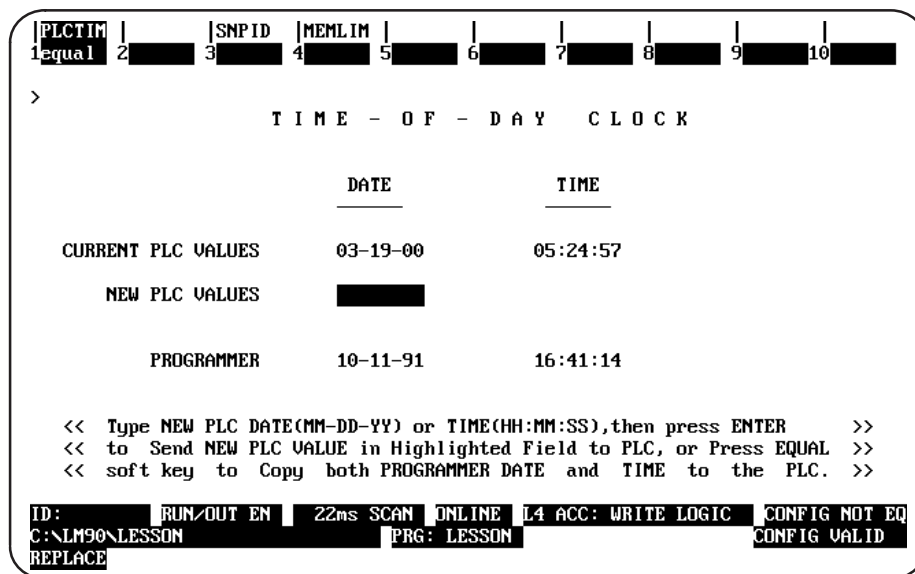 |PLCTIM |        |SNPID  |MEMLIM |       |       |       |       |       |
1equal 2 3 4 5 6 7 8 9 10
>
T I M E - O F - D A Y   C L O C K
DATE TIME
CURRENT PLC VALUES 03-19-00 05:24:57
NEW PLC VALUES
PROGRAMMER 10-11-91 16:41:14
<< Type NEW PLC DATE(MM-DD-YY) or TIME(HH:MM:SS),then press ENTER >>
<< to Send NEW PLC VALUE in Highlighted Field to PLC, or Press EQUAL >>
<< soft key to Copy both PROGRAMMER DATE and TIME to the PLC. >>
ID: RUN/OUT EN 22ms SCAN ONLINE L4 ACC: WRITE LOGIC CONFIG NOT EQ
C:\LM90\LESSON PRG: LESSON CONFIG VALID
REPLACE